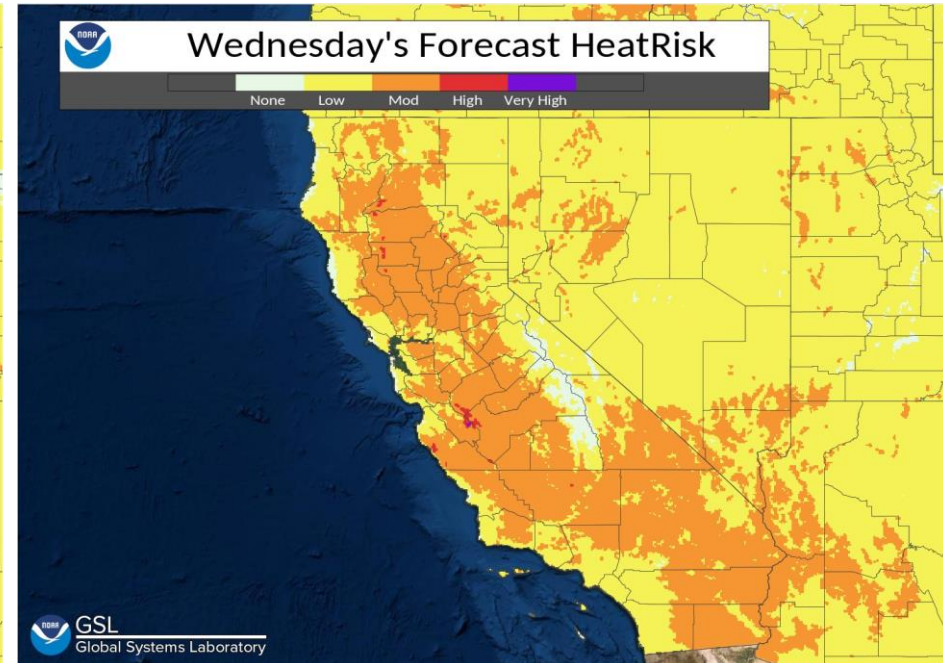 NOAA
Wednesday's Forecast HeatRisk
None Low Mod High Very High
NOAA
GSL
Global Systems Laboratory